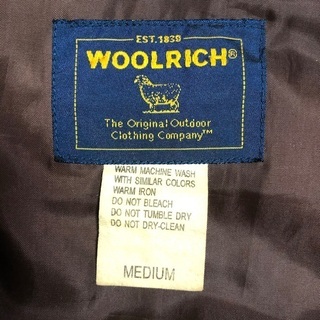 EST. 1839
WOOLRICH®
The Original Outdoor
Clothing Company™
WARM MACHINE WASH
WITH SIMILAR COLORS
WARM IRON
DO NOT BLEACH
DO NOT TUMBLE DRY
DO NOT DRY-CLEAN
MEDIUM